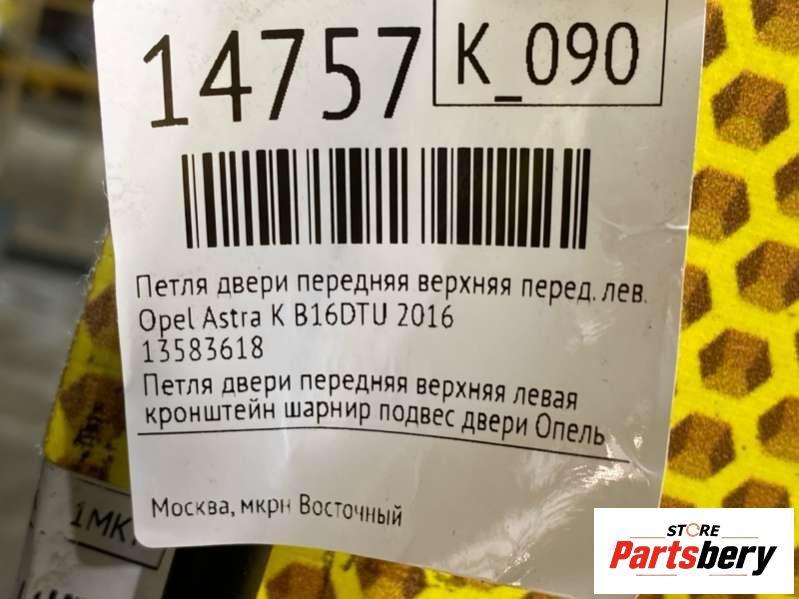 14757
K_090
Петля двери передняя верхняя перед. лев.
Opel Astra K B16DTU 2016
13583618
Петля двери передняя верхняя левая
кронштейн шарнир подвес двери Опель
Москва, мкрн Восточный
1МК
STORE
Partsbery